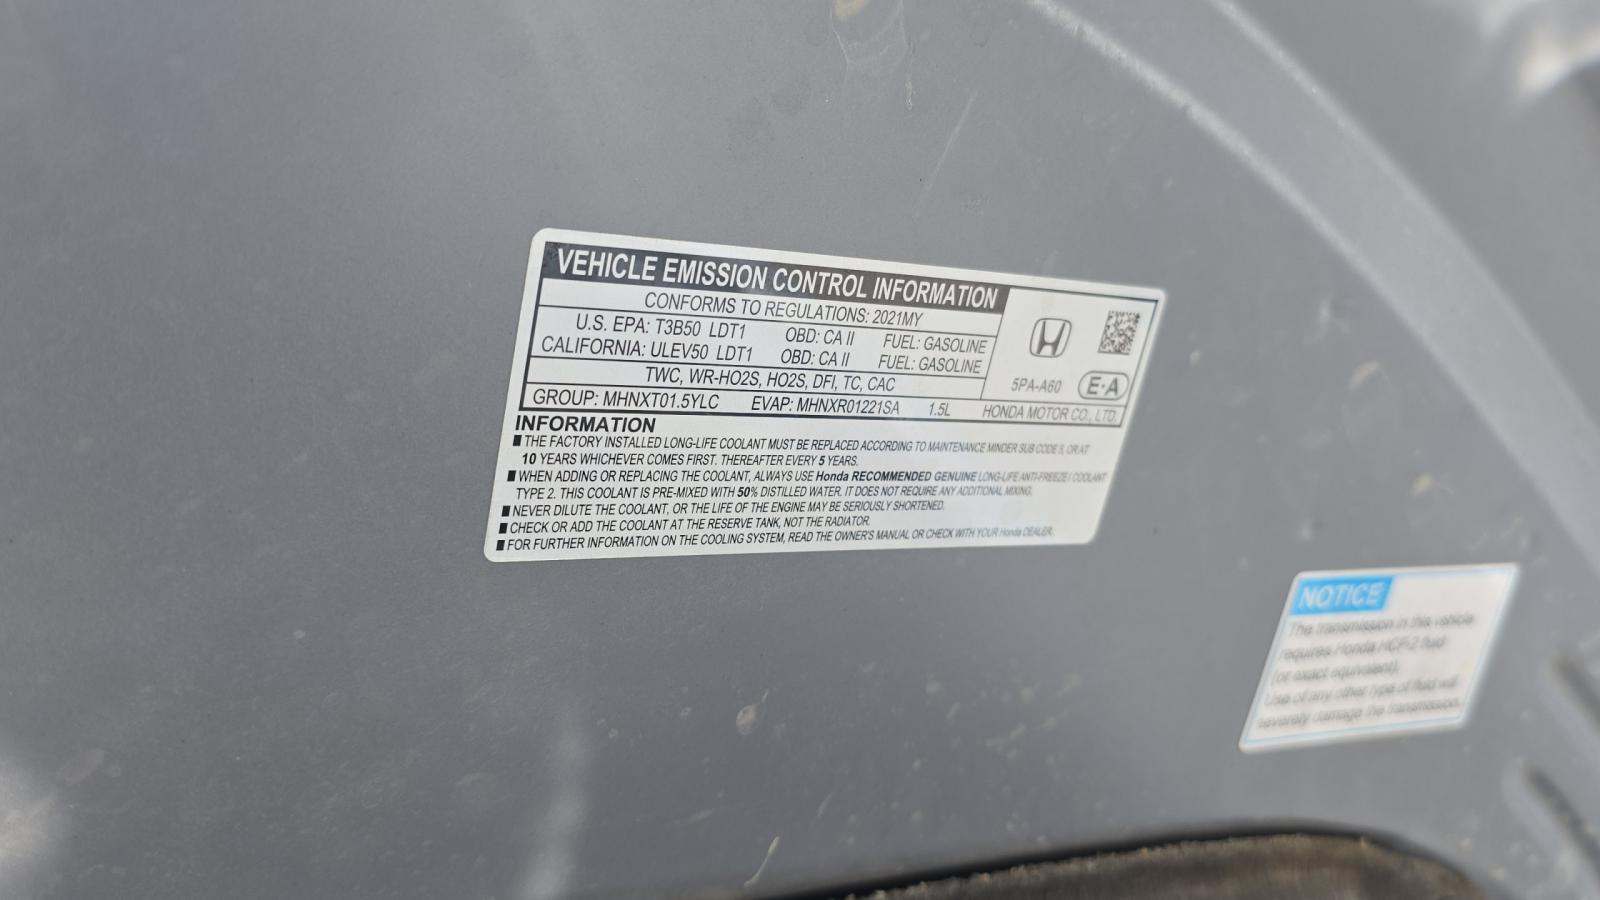 VEHICLE EMISSION CONTROL INFORMATION
CONFORMS TO REGULATIONS: 2021MY
U.S. EPA: T3B50 LDT1 OBD: CA II FUEL: GASOLINE
CALIFORNIA: ULEV50 LDT1 OBD: CA II FUEL: GASOLINE
TWC, WR-HO2S, HO2S, DFI, TC, CAC
5PA-A60 E·A
GROUP: MHNXT01.5YLC EVAP: MHNXR01221SA 1.5L HONDA MOTOR CO., LTD.
INFORMATION
■ THE FACTORY INSTALLED LONG-LIFE COOLANT MUST BE REPLACED ACCORDING TO MAINTENANCE MINDER SUB CODE 5, OR AT
10 YEARS WHICHEVER COMES FIRST. THEREAFTER EVERY 5 YEARS.
■ WHEN ADDING OR REPLACING THE COOLANT, ALWAYS USE Honda RECOMMENDED GENUINE LONG-LIFE ANTI-FREEZE / COOLANT
TYPE 2. THIS COOLANT IS PRE-MIXED WITH 50% DISTILLED WATER. IT DOES NOT REQUIRE ANY ADDITIONAL MIXING.
■ NEVER DILUTE THE COOLANT, OR THE LIFE OF THE ENGINE MAY BE SERIOUSLY SHORTENED.
■ CHECK OR ADD THE COOLANT AT THE RESERVE TANK, NOT THE RADIATOR.
■ FOR FURTHER INFORMATION ON THE COOLING SYSTEM, READ THE OWNER'S MANUAL OR CHECK WITH YOUR Honda DEALER.
NOTICE
The transmission in this vehicle
requires Honda HCF-2 fluid
(or exact equivalent).
Use of any other type of fluid will
severely damage the transmission.